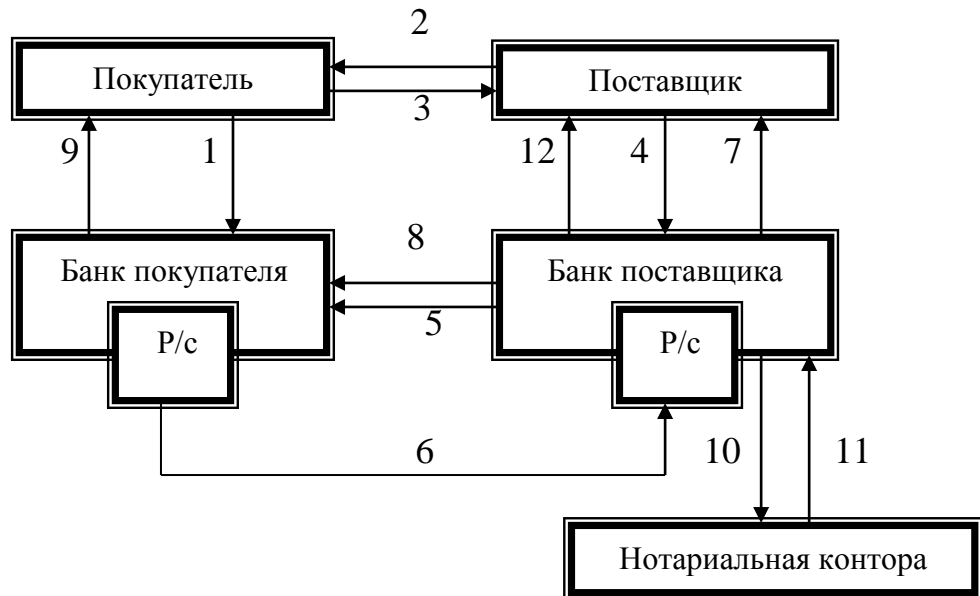 2
Покупатель
Поставщик
3
9
1
12
4
7
Банк покупателя
8
Банк поставщика
5
Р/с
Р/с
6
10
11
Нотариальная контора